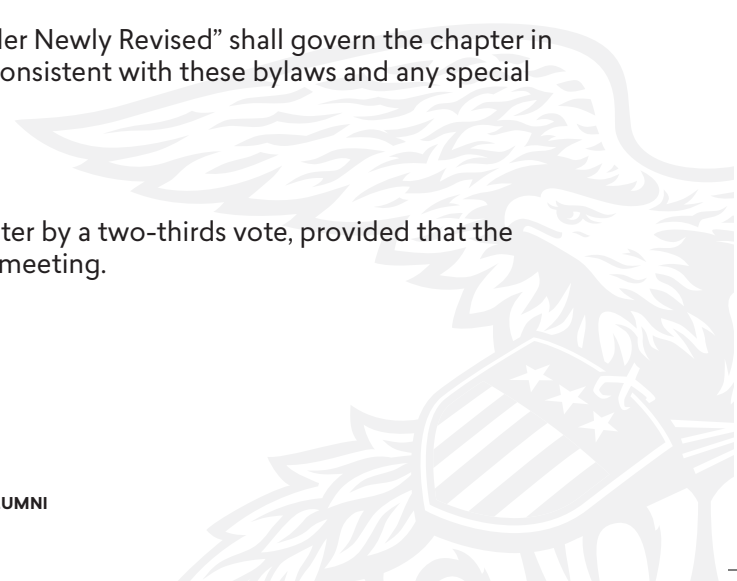 ler Newly Revised” shall govern the chapter in
onsistent with these bylaws and any special
ter by a two-thirds vote, provided that the
meeting.
UMNI